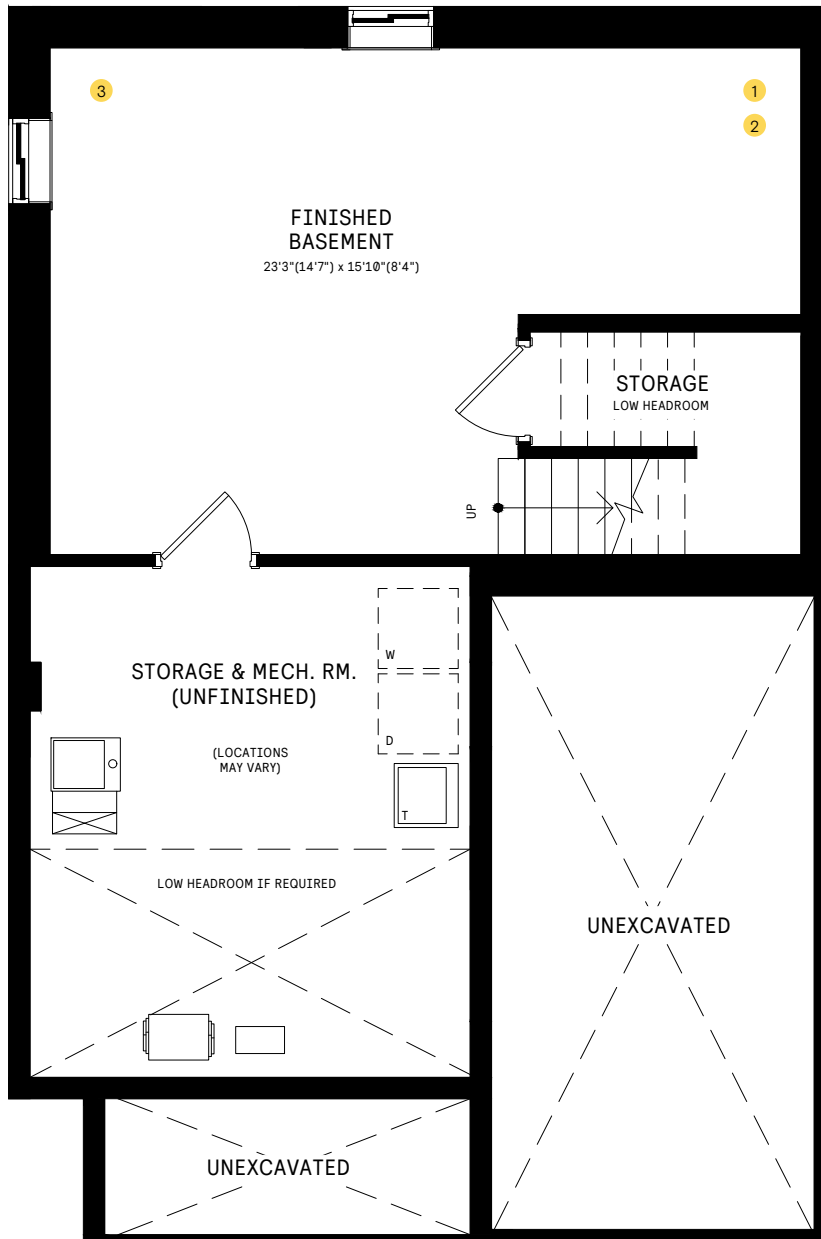 3
1
2
FINISHED
BASEMENT
23'3"(14'7") x 15'10"(8'4")
STORAGE
LOW HEADROOM
UP
W
STORAGE & MECH. RM.
(UNFINISHED)
D
(LOCATIONS
MAY VARY)
T
LOW HEADROOM IF REQUIRED
UNEXCAVATED
UNEXCAVATED